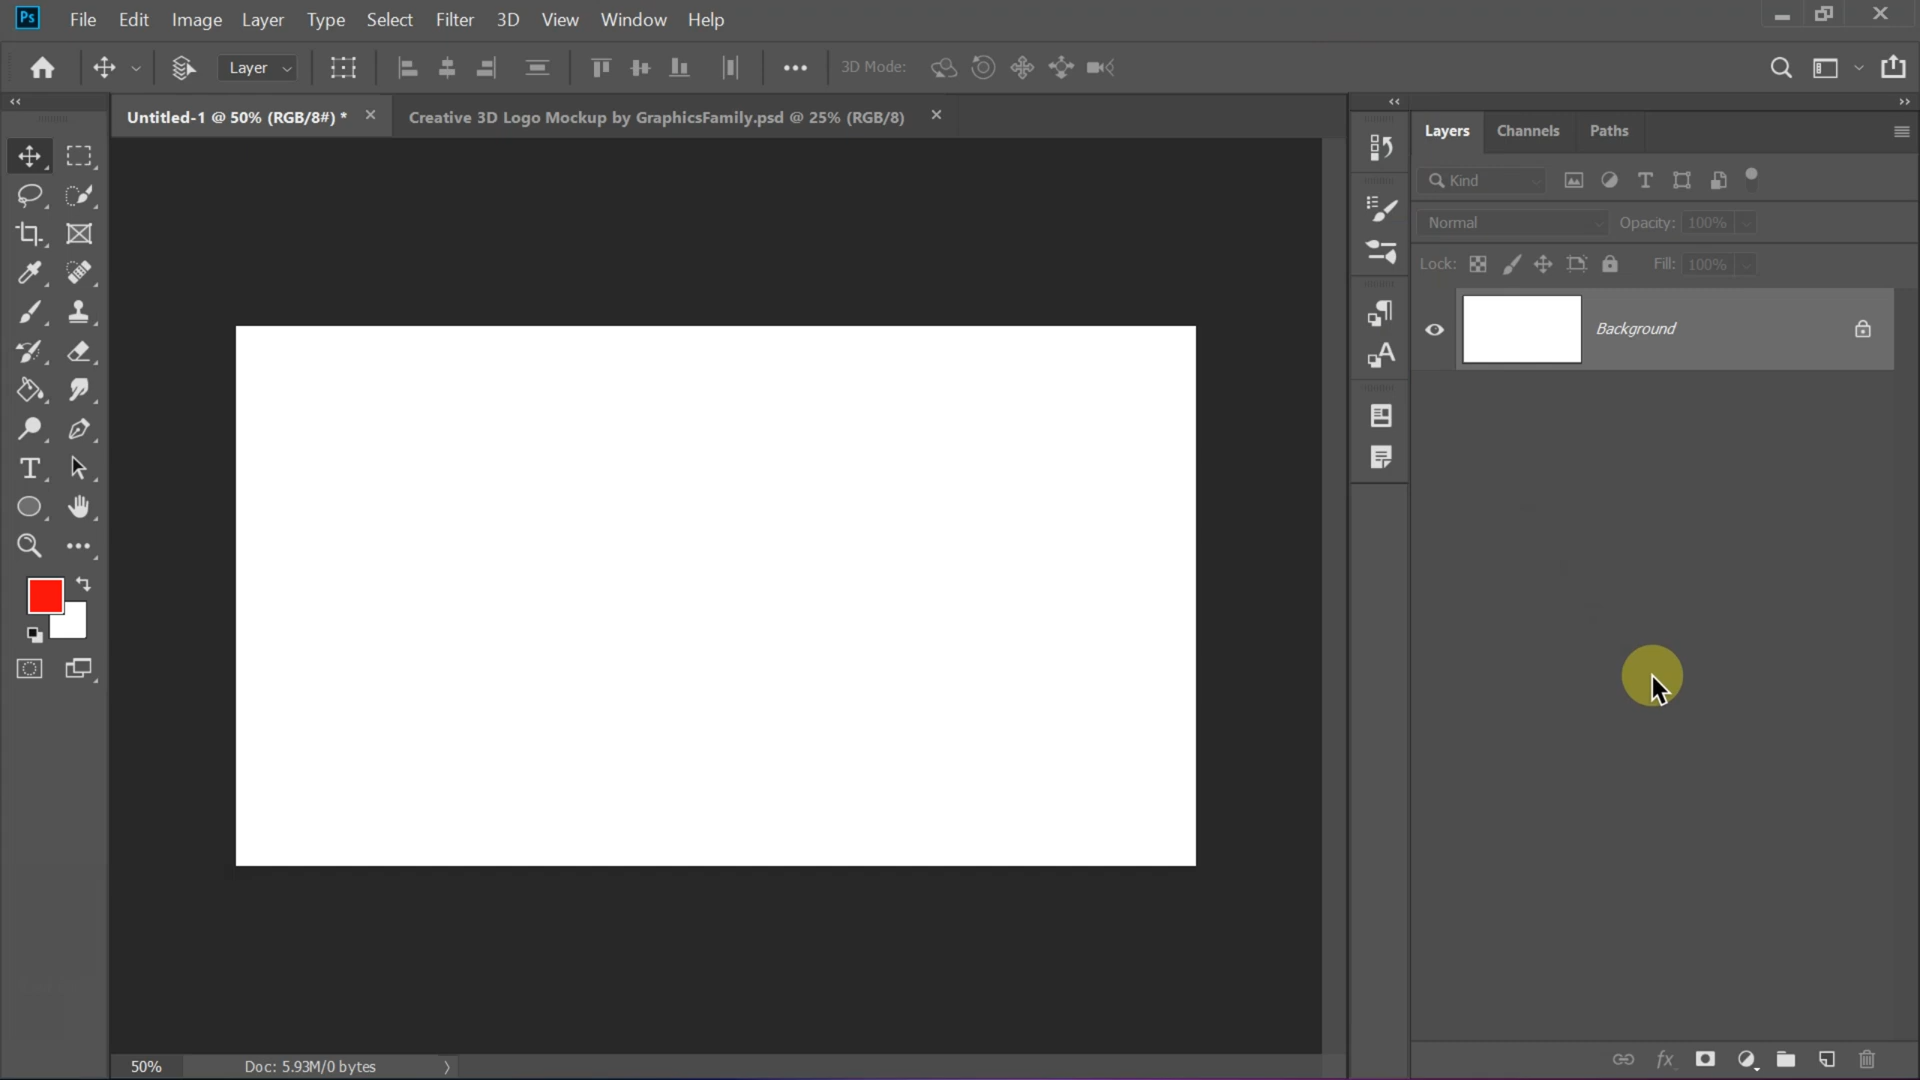 Ps File Edit Image Layer Type Select Filter 3D View Window Help
Layer 3D Mode:
Untitled-1 @ 50% (RGB/8#) * Creative 3D Logo Mockup by GraphicsFamily.psd @ 25% (RGB/8)
Layers Channels Paths
Kind
Normal Opacity: 100%
Lock: Fill: 100%
Background
50% Doc: 5.93M/0 bytes
fx